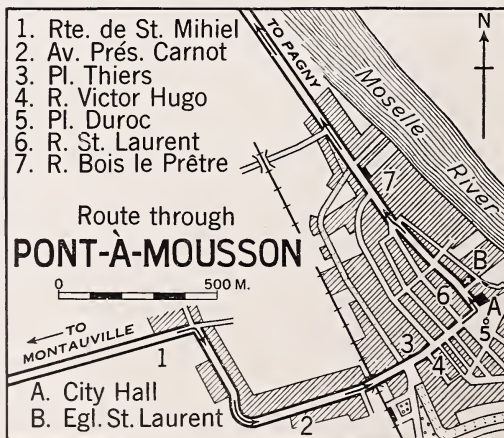 1. Rte. de St. Mihiel
2. Av. Prés. Carnot
3. Pl. Thiers
4. R. Victor Hugo
5. Pl. Duroc
6. R. St. Laurent
7. R. Bois le Prêtre
Route through
PONT-À-MOUSSON
0 500 M.
TO PAGNY
Moselle River
N
7
B
6
A
5
3
4
TO
MONTAUVILLE
1
2
A. City Hall
B. Egl. St. Laurent